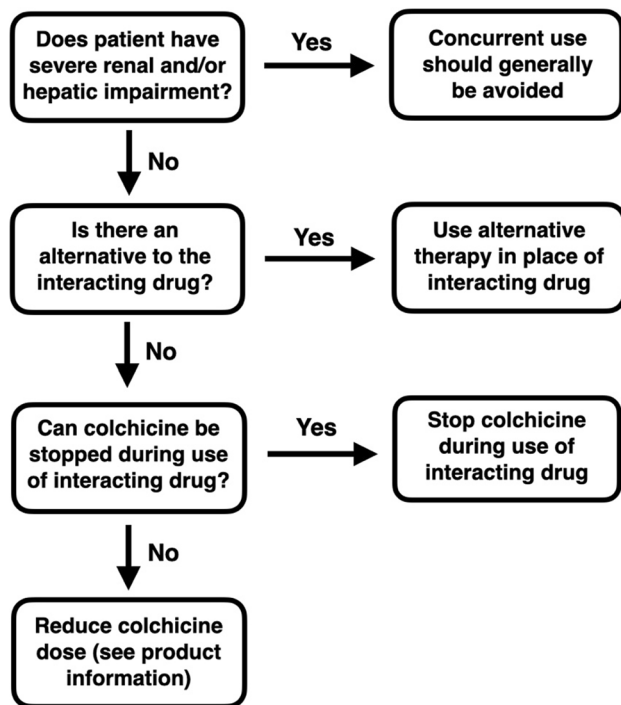 Does patient have
severe renal and/or
hepatic impairment?
Yes
Concurrent use
should generally
be avoided
No
Is there an
alternative to the
interacting drug?
Yes
Use alternative
therapy in place of
interacting drug
No
Can colchicine be
stopped during use
of interacting drug?
Yes
Stop colchicine
during use of
interacting drug
No
Reduce colchicine
dose (see product
information)